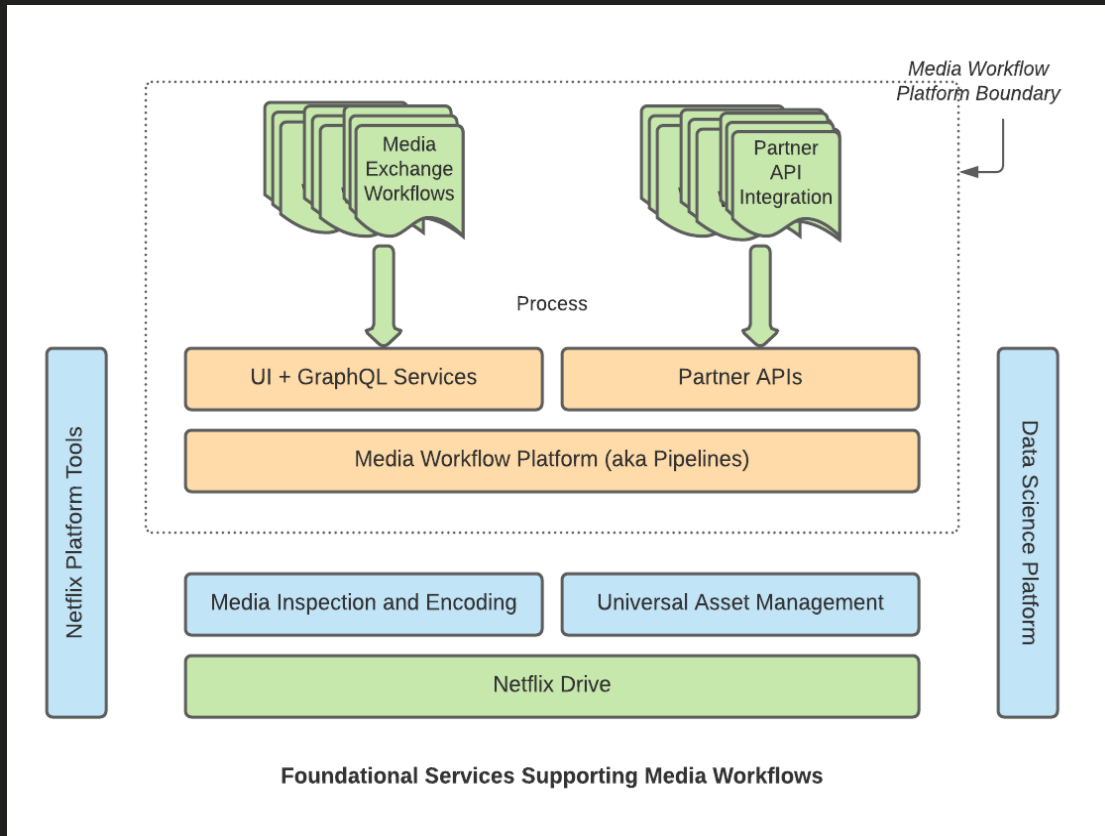 Media Workflow
Platform Boundary
Media
Exchange
Workflows
Partner
API
Integration
Process
UI + GraphQL Services
Partner APIs
Media Workflow Platform (aka Pipelines)
Netflix Platform Tools
Data Science Platform
Media Inspection and Encoding
Universal Asset Management
Netflix Drive
Foundational Services Supporting Media Workflows